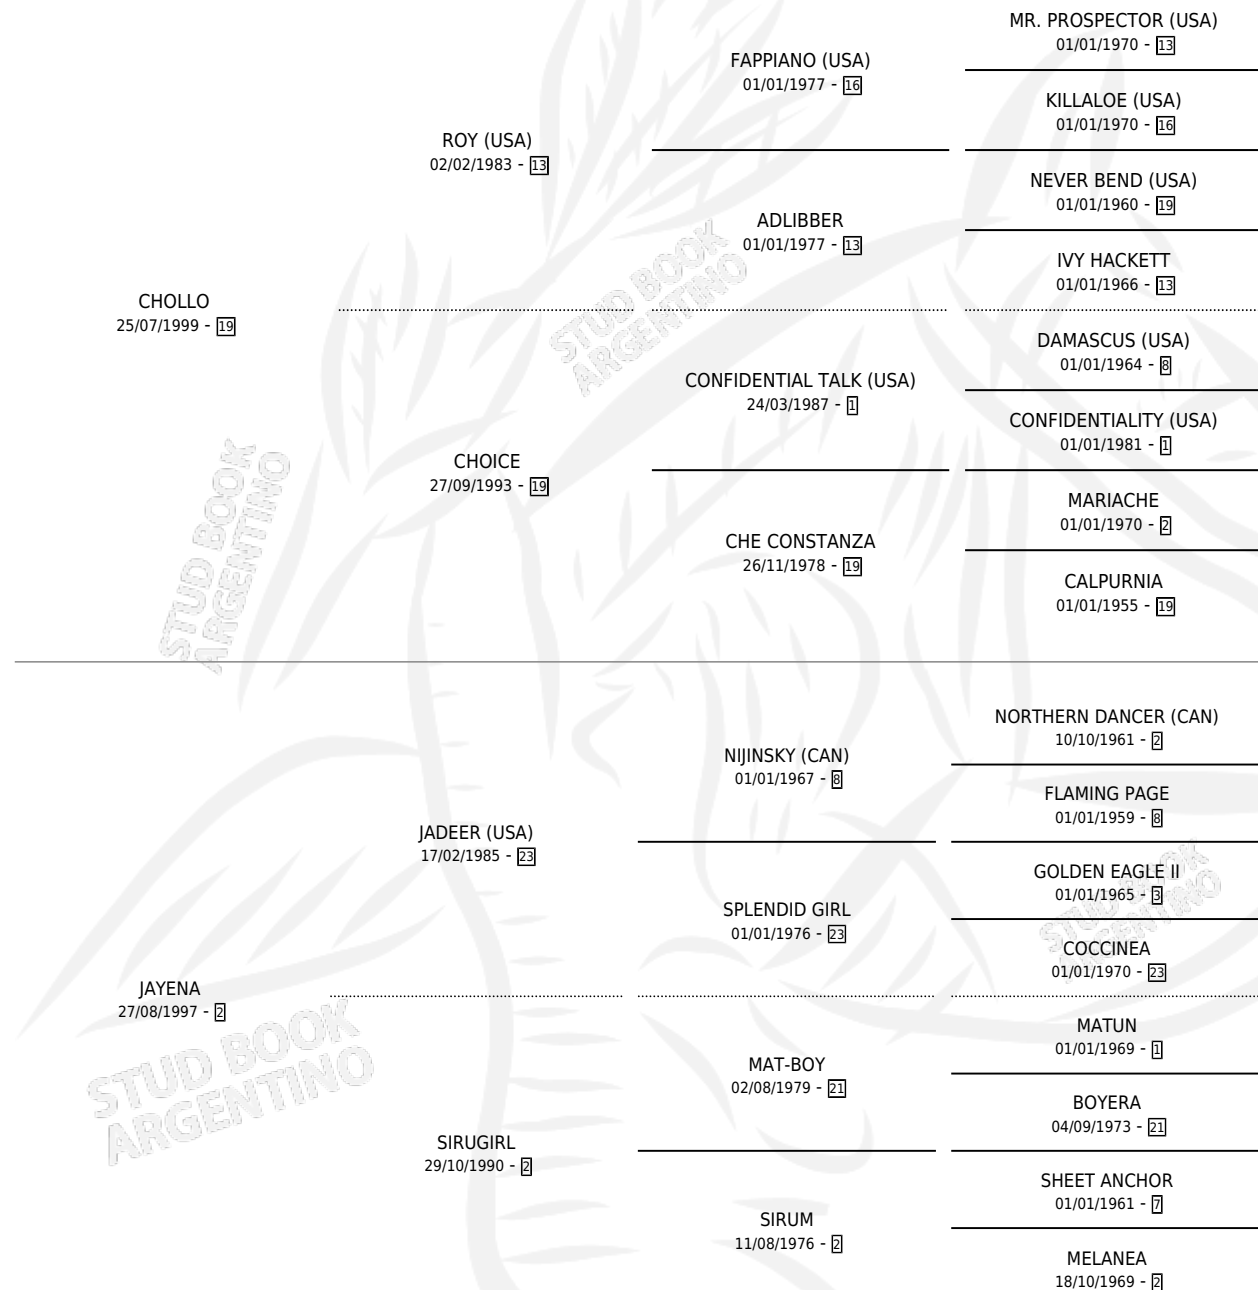 MR. PROSPECTOR (USA)
01/01/1970 - 13
FAPPIANO (USA)
01/01/1977 - 16
KILLALOE (USA)
01/01/1970 - 16
ROY (USA)
02/02/1983 - 13
NEVER BEND (USA)
01/01/1960 - 19
ADLIBBER
01/01/1977 - 13
IVY HACKETT
01/01/1966 - 13
CHOLLO
25/07/1999 - 19
STUD BOOK
ARGENTINO
DAMASCUS (USA)
01/01/1964 - 8
CONFIDENTIAL TALK (USA)
24/03/1987 - 1
CONFIDENTIALITY (USA)
01/01/1981 - 1
CHOICE
27/09/1993 - 19
MARIACHE
01/01/1970 - 2
CHE CONSTANZA
26/11/1978 - 19
CALPURNIA
01/01/1955 - 19
STUD BOOK
ARGENTINO
NORTHERN DANCER (CAN)
10/10/1961 - 2
NIJINSKY (CAN)
01/01/1967 - 8
FLAMING PAGE
01/01/1959 - 8
JADEER (USA)
17/02/1985 - 23
GOLDEN EAGLE II
01/01/1965 - 3
SPLENDID GIRL
01/01/1976 - 23
STUD BOOK
ARGENTINO
COCCINEA
01/01/1970 - 23
JAYENA
27/08/1997 - 2
STUD BOOK
ARGENTINO
MATUN
01/01/1969 - 1
MAT-BOY
02/08/1979 - 21
BOYERA
04/09/1973 - 21
SIRUGIRL
29/10/1990 - 2
SHEET ANCHOR
01/01/1961 - 7
SIRUM
11/08/1976 - 2
MELANEA
18/10/1969 - 2